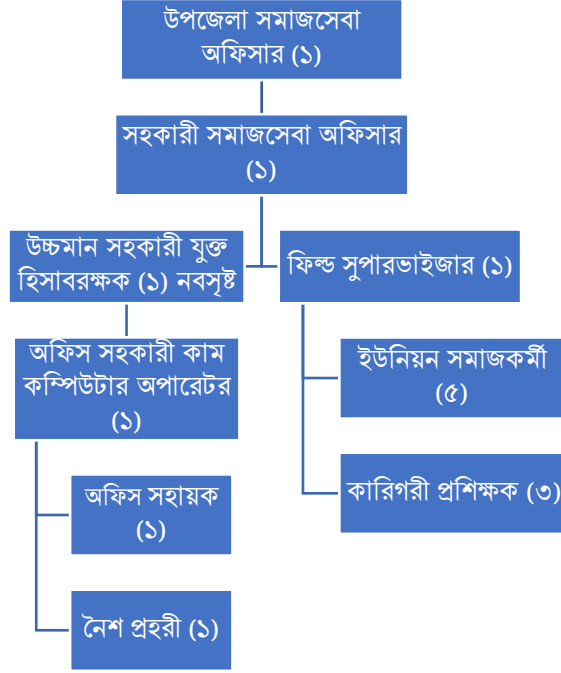 উপজেলা সমাজসেবা
অফিসার (১)
সহকারী সমাজসেবা অফিসার
(১)
উচ্চমান সহকারী যুক্ত
হিসাবরক্ষক (১) নবসৃষ্ট
ফিল্ড সুপারভাইজার (১)
অফিস সহকারী কাম
কম্পিউটার অপারেটর
(১)
ইউনিয়ন সমাজকর্মী
(৫)
কারিগরী প্রশিক্ষক (৩)
অফিস সহায়ক
(১)
নৈশ প্রহরী (১)